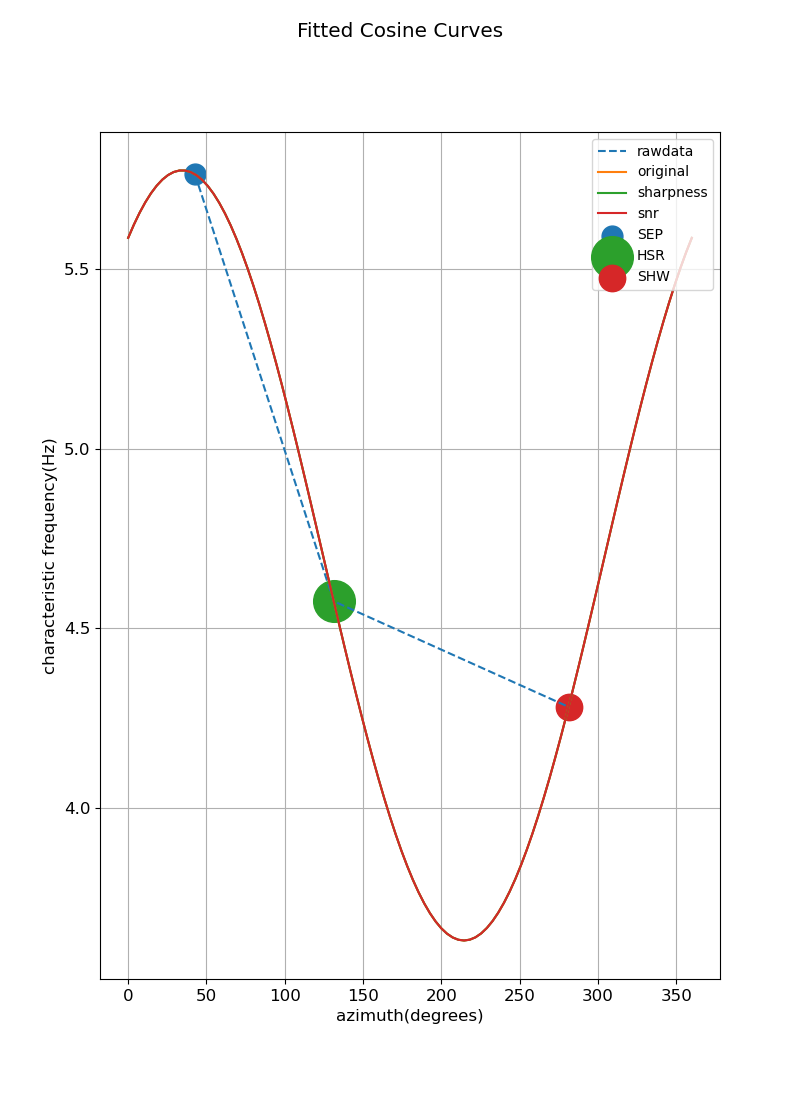 Fitted Cosine Curves
rawdata
original
sharpness
snr
SEP
HSR
SHW
5.5
5.0
4.5
4.0
characteristic frequency(Hz)
0 50 100 150 200 250 300 350
azimuth(degrees)